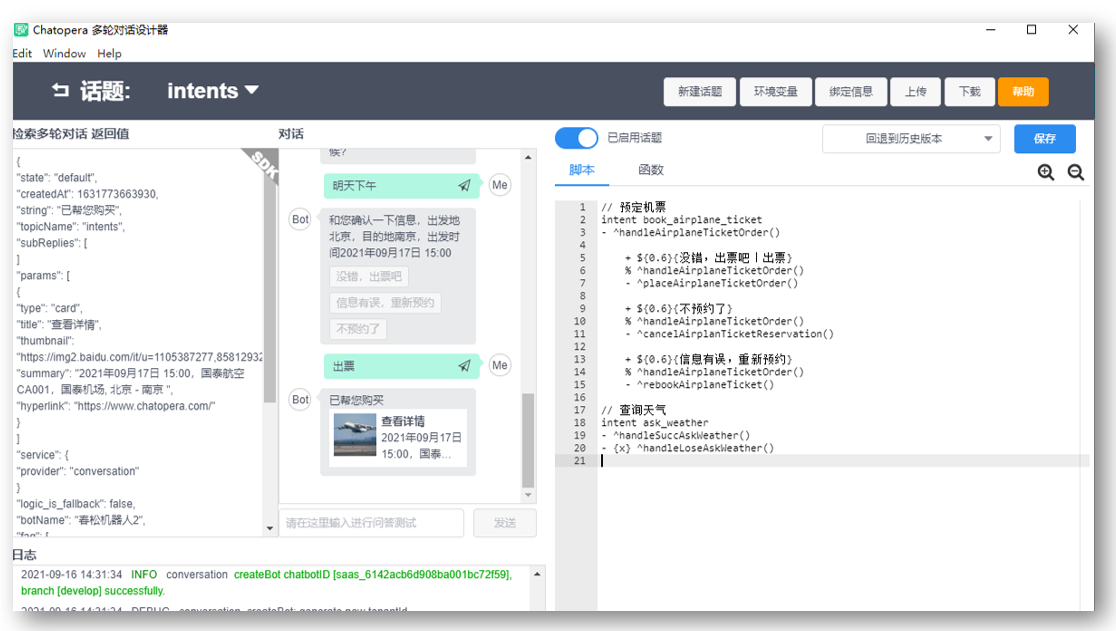 Chatopera 多轮对话设计器
Edit Window Help
话题: intents
新建话题 环境变量 绑定信息 上传 下载 帮助
检索多轮对话 返回值
SDK
{
"state": "default",
"createdAt": 1631773663930,
"string": "已帮您购买",
"topicName": "intents",
"subReplies": [
]
"params": [
{
"type": "card",
"title": "查看详情",
"thumbnail":
"https://img2.baidu.com/it/u=1105387277,85812932
"summary": "2021年09月17日 15:00，国泰航空
CA001，国泰机场, 北京 - 南京 ",
"hyperlink": "https://www.chatopera.com/"
}
]
"service": {
"provider": "conversation"
}
"logic_is_fallback": false,
"botName": "春松机器人2",
"faq": [
对话
候?
明天下午
Me
Bot
和您确认一下信息，出发地
北京，目的地南京，出发时
间2021年09月17日 15:00
没错，出票吧
信息有误，重新预约
不预约了
出票
Me
Bot
已帮您购买
查看详情
2021年09月17日
15:00，国泰...
请在这里输入进行问答测试
发送
已启用话题
回退到历史版本
保存
脚本 函数
1 // 预定机票
2 intent book_airplane_ticket
3 - ^handleAirplaneTicketOrder()
4
5 + ${0.6}{没错，出票吧|出票}
6 % ^handleAirplaneTicketOrder()
7 - ^placeAirplaneTicketOrder()
8
9 + ${0.6}{不预约了}
10 % ^handleAirplaneTicketOrder()
11 - ^cancelAirplanTicketReservation()
12
13 + ${0.6}{信息有误，重新预约}
14 % ^handleAirplaneTicketOrder()
15 - ^rebookAirplaneTicket()
16
17 // 查询天气
18 intent ask_weather
19 - ^handleSuccAskWeather()
20 - {x} ^handleLoseAskWeather()
21
日志
2021-09-16 14:31:34 INFO conversation createBot chatbotID [saas_6142acb6d908ba001bc72f59],
branch [develop] successfully.
2021-09-16 14:31:34 DEBUG conversation createBot: generate new tenantId